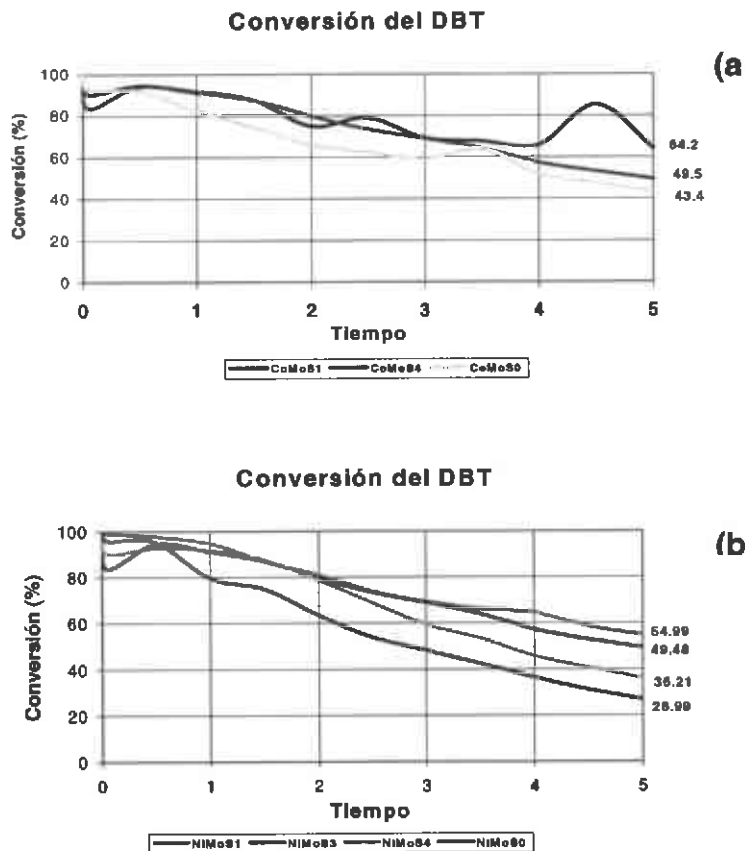 Conversión del DBT
(a
Conversión (%)
100
80
60
40
20
0
64.2
49.5
43.4
0 1 2 3 4 5
Tiempo
CoMoS1 CoMoS4 CoMoS0
Conversión del DBT
(b
Conversión (%)
100
80
60
40
20
0
54.99
49.48
36.21
26.99
0 1 2 3 4 5
Tiempo
NiMoS1 NiMoS3 NiMoS4 NiMoS0